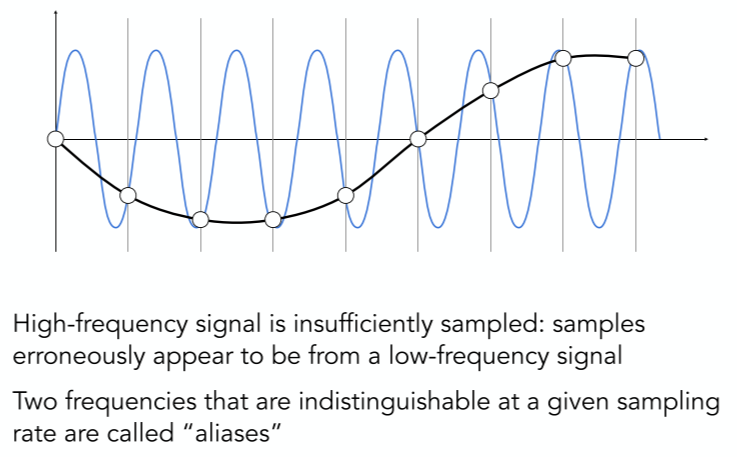 High-frequency signal is insufficiently sampled: samples
erroneously appear to be from a low-frequency signal
Two frequencies that are indistinguishable at a given sampling
rate are called “aliases”